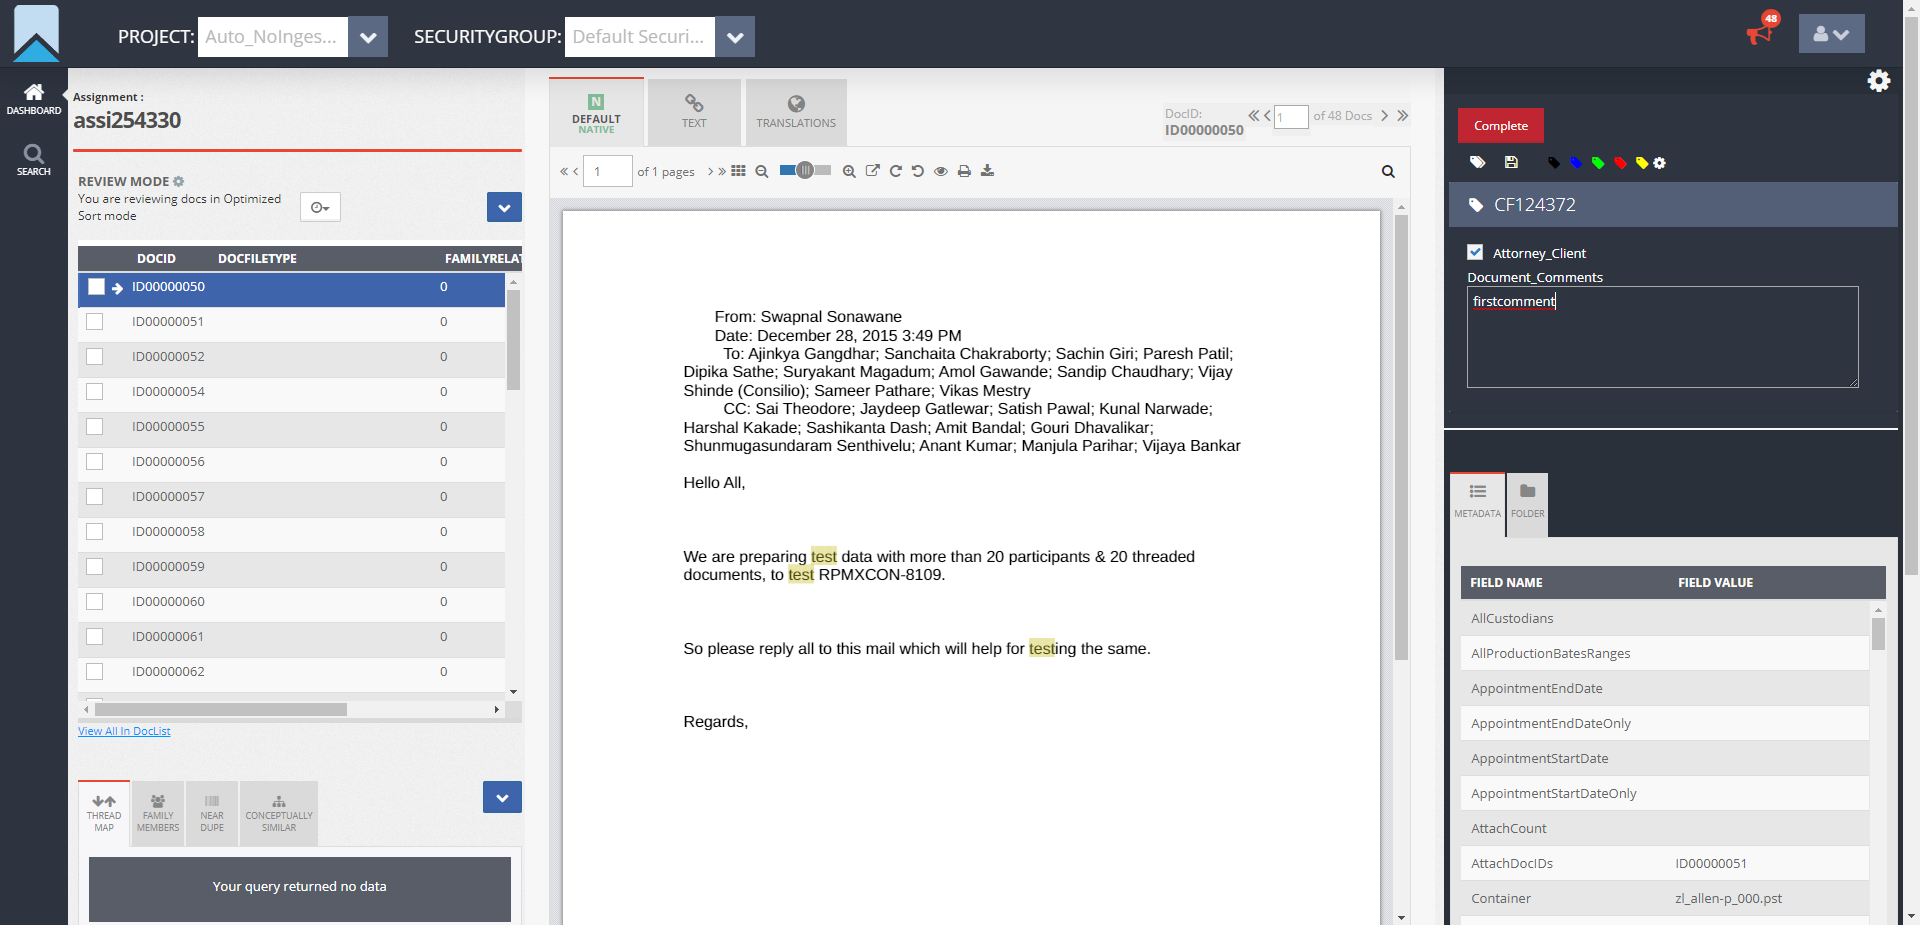 PROJECT: Auto_NoInges... SECURITYGROUP: Default Securi... 48
DASHBOARD
SEARCH
Assignment :
assi254330
REVIEW MODE
You are reviewing docs in Optimized
Sort mode
DOCID DOCFILETYPE FAMILYRELAT
ID00000050 0
ID00000051 0
ID00000052 0
ID00000054 0
ID00000055 0
ID00000056 0
ID00000057 0
ID00000058 0
ID00000059 0
ID00000060 0
ID00000061 0
ID00000062 0
View All In DocList
THREAD MAP
FAMILY MEMBERS
NEAR DUPE
CONCEPTUALLY SIMILAR
Your query returned no data
N
DEFAULT
NATIVE
TEXT
TRANSLATIONS
DocID:
ID00000050
1 of 48 Docs
1 of 1 pages
From: Swapnal Sonawane
Date: December 28, 2015 3:49 PM
To: Ajinkya Gangdhar; Sanchaita Chakraborty; Sachin Giri; Paresh Patil;
Dipika Sathe; Suryakant Magadum; Amol Gawande; Sandip Chaudhary; Vijay
Shinde (Consilio); Sameer Pathare; Vikas Mestry
CC: Sai Theodore; Jaydeep Gatlewar; Satish Pawal; Kunal Narwade;
Harshal Kakade; Sashikanta Dash; Amit Bandal; Gouri Dhavalikar;
Shunmugasundaram Senthivelu; Anant Kumar; Manjula Parihar; Vijaya Bankar
Hello All,
We are preparing test data with more than 20 participants & 20 threaded
documents, to test RPMXCON-8109.
So please reply all to this mail which will help for testing the same.
Regards,
Complete
CF124372
Attorney_Client
Document_Comments
firstcomment
METADATA
FOLDER
FIELD NAME FIELD VALUE
AllCustodians
AllProductionBatesRanges
AppointmentEndDate
AppointmentEndDateOnly
AppointmentStartDate
AppointmentStartDateOnly
AttachCount
AttachDocIDs ID00000051
Container zl_allen-p_000.pst